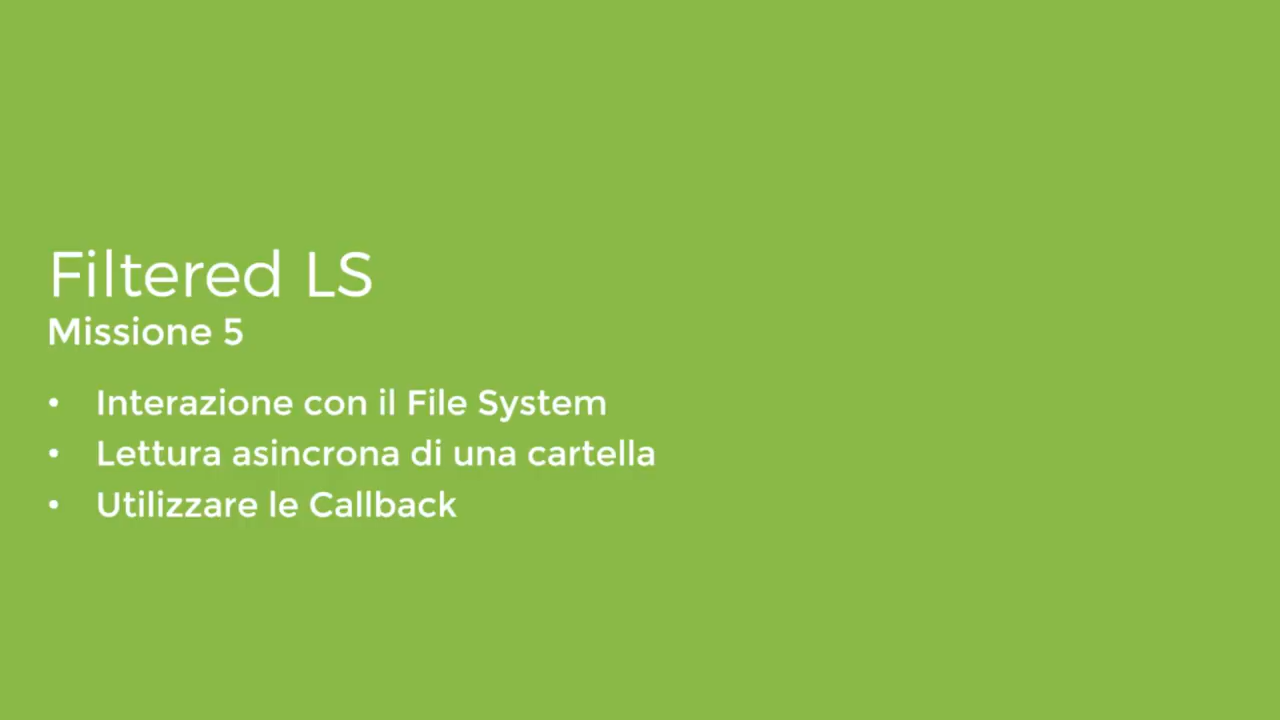 Filtered LS
Missione 5
• Interazione con il File System
• Lettura asincrona di una cartella
• Utilizzare le Callback